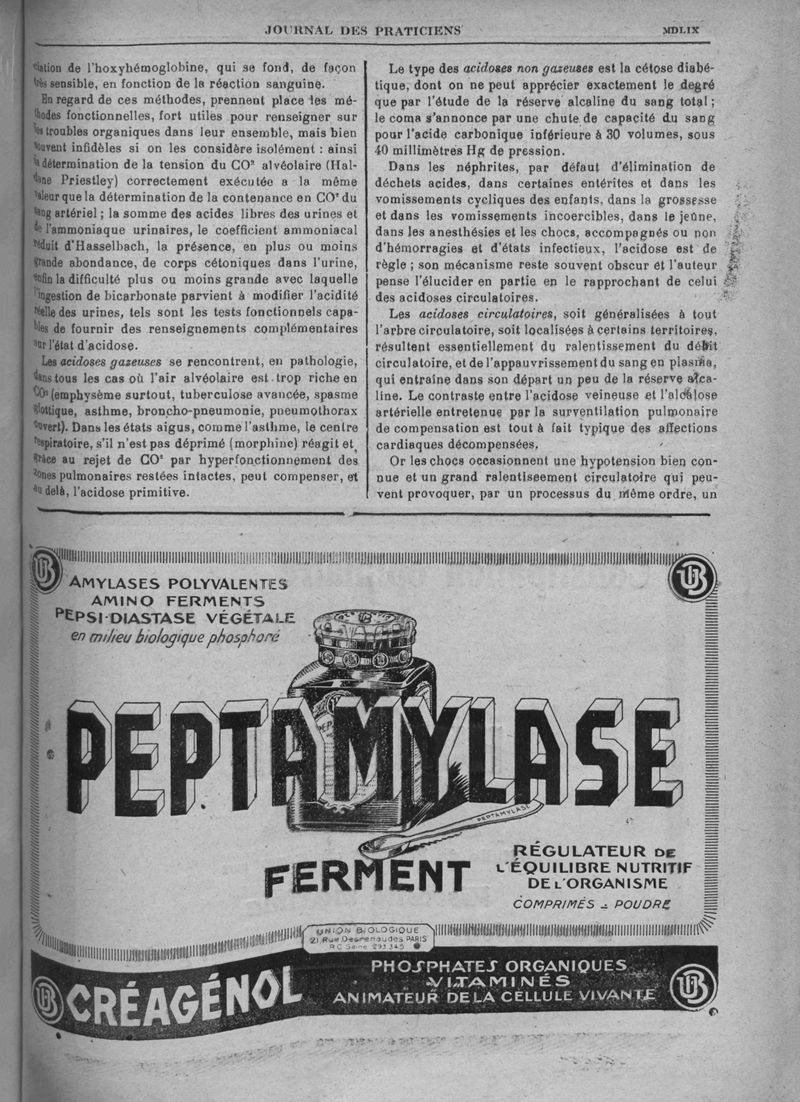 JOURNAL DES PRATICIENS
MDLIX
ciation de l'hoxyhémoglobine, qui se fond, de façon
très sensible, en fonction de la réaction sanguine.
En regard de ces méthodes, prennent place les mé-
thodes fonctionnelles, fort utiles pour renseigner sur
les troubles organiques dans leur ensemble, mais bien
souvent infidèles si on les considère isolément : ainsi
la détermination de la tension du CO² alvéolaire (Hal-
dane Priestley) correctement exécutée a la même
valeur que la détermination de la contenance en CO² du
sang artériel ; la somme des acides libres des urines et
de l'ammoniaque urinaires, le coefficient ammoniacal
réduit d'Hasselbach, la présence, en plus ou moins
grande abondance, de corps cétoniques dans l'urine,
enfin la difficulté plus ou moins grande avec laquelle
l'ingestion de bicarbonate parvient à modifier l'acidité
réelle des urines, tels sont les tests fonctionnels capa-
bles de fournir des renseignements complémentaires
sur l'état d'acidose.
Les acidoses gazeuses se rencontrent, en pathologie,
dans tous les cas où l'air alvéolaire est trop riche en
CO² (emphysème surtout, tuberculose avancée, spasme
glottique, asthme, broncho-pneumonie, pneumothorax
ouvert). Dans les états aigus, comme l'asthme, le centre
respiratoire, s'il n'est pas déprimé (morphine) réagit et,
grâce au rejet de CO² par hyperfonctionnement des
zones pulmonaires restées intactes, peut compenser, et
au delà, l'acidose primitive.
Le type des acidoses non gazeuses est la cétose diabé-
tique, dont on ne peut apprécier exactement le degré
que par l'étude de la réserve alcaline du sang total ;
le coma s'annonce par une chute de capacité du sang
pour l'acide carbonique inférieure à 30 volumes, sous
40 millimètres Hg de pression.
Dans les néphrites, par défaut d'élimination de
déchets acides, dans certaines entérites et dans les
vomissements cycliques des enfants, dans la grossesse
et dans les vomissements incoercibles, dans le jeûne,
dans les anesthésies et les chocs, accompagnés ou non
d'hémorragies et d'états infectieux, l'acidose est de
règle ; son mécanisme reste souvent obscur et l'auteur
pense l'élucider en partie en le rapprochant de celui
des acidoses circulatoires.
Les acidoses circulatoires, soit généralisées à tout
l'arbre circulatoire, soit localisées à certains territoires,
résultent essentiellement du ralentissement du débit
circulatoire, et de l'appauvrissement du sang en plasma,
qui entraîne dans son départ un peu de la réserve alca-
line. Le contraste entre l'acidose veineuse et l'alcalose
artérielle entretenue par la surventilation pulmonaire
de compensation est tout à fait typique des affections
cardiaques décompensées.
Or les chocs occasionnent une hypotension bien con-
nue et un grand ralentissement circulatoire qui peu-
vent provoquer, par un processus du même ordre, un
UB
UB
AMYLASES POLYVALENTES
AMINO FERMENTS
PEPSI-DIASTASE VÉGÉTALE
en milieu biologique phosphoré
PEPTAMYLASE
PEPTAMYLASE
FERMENT
RÉGULATEUR DE
L'ÉQUILIBRE NUTRITIF
DE L'ORGANISME
COMPRIMÉS - POUDRE
UNION BIOLOGIQUE
21 Rue Desrenaudes PARIS
R C Seine 293 345
UB
CRÉAGÉNOL
PHOSPHATES ORGANIQUES
VITAMINÉS
ANIMATEUR DE LA CELLULE VIVANTE
UB